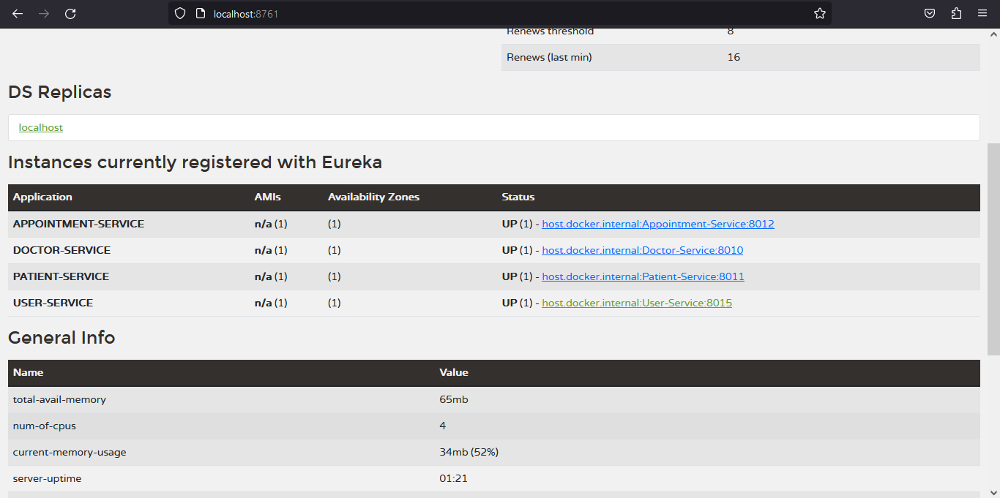 localhost:8761
Renews threshold 8
Renews (last min) 16
DS Replicas
localhost
Instances currently registered with Eureka
Application AMIs Availability Zones Status
APPOINTMENT-SERVICE n/a (1) (1) UP (1) - host.docker.internal:Appointment-Service:8012
DOCTOR-SERVICE n/a (1) (1) UP (1) - host.docker.internal:Doctor-Service:8010
PATIENT-SERVICE n/a (1) (1) UP (1) - host.docker.internal:Patient-Service:8011
USER-SERVICE n/a (1) (1) UP (1) - host.docker.internal:User-Service:8015
General Info
Name Value
total-avail-memory 65mb
num-of-cpus 4
current-memory-usage 34mb (52%)
server-uptime 01:21